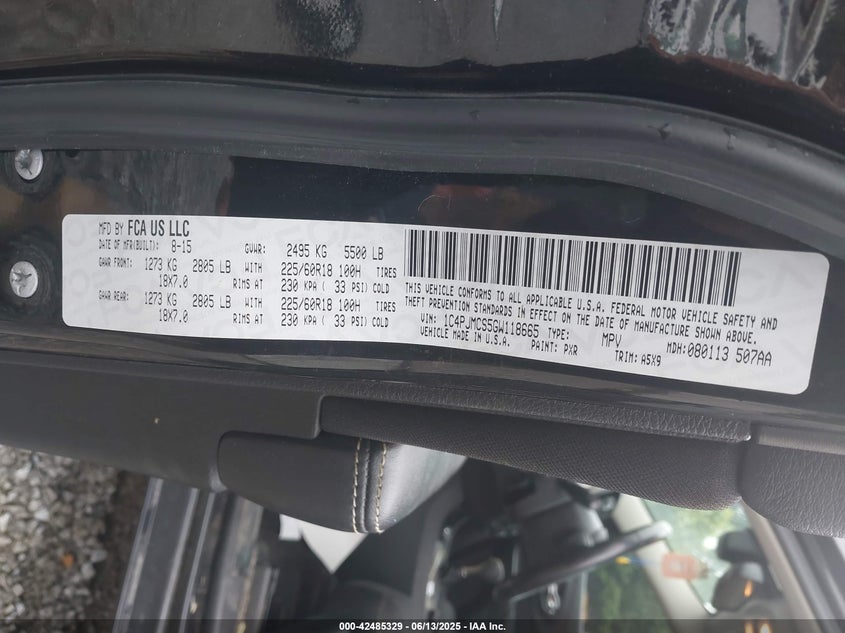 MFD BY FCA US LLC
DATE OF MFR(BUILT): 8-15 GVWR: 2495 KG 5500 LB
GAWR FRONT: 1273 KG 2805 LB WITH 225/60R18 100H TIRES
18X7.0 RIMS AT 230 KPA ( 33 PSI) COLD
GAWR REAR: 1273 KG 2805 LB WITH 225/60R18 100H TIRES
18X7.0 RIMS AT 230 KPA ( 33 PSI) COLD
THIS VEHICLE CONFORMS TO ALL APPLICABLE U.S.A. FEDERAL MOTOR VEHICLE SAFETY AND
THEFT PREVENTION STANDARDS IN EFFECT ON THE DATE OF MANUFACTURE SHOWN ABOVE.
VIN: 1C4PJMCS5GW118665 TYPE: MPV MDH: 080113 507AA
VEHICLE MADE IN U.S.A. PAINT: PXR TRIM: A5X9
000-42485329 - 06/13/2025 - IAA Inc.